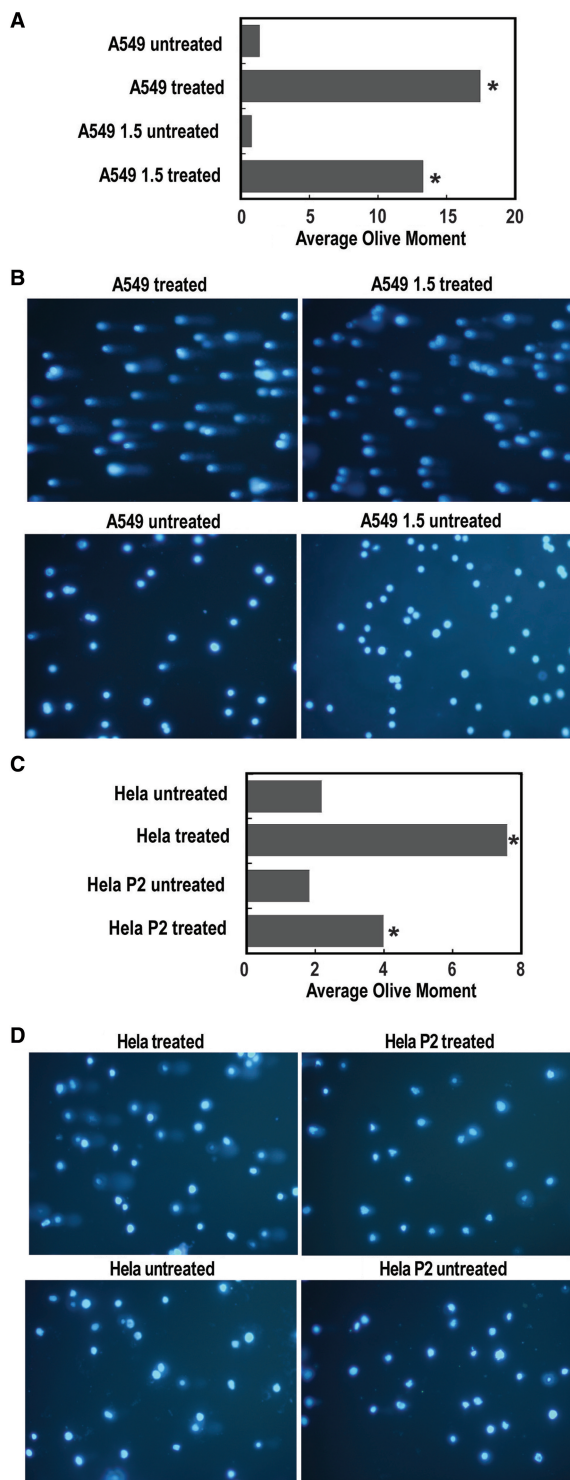 A
A549 untreated
A549 treated
*
A549 1.5 untreated
A549 1.5 treated
*
0 5 10 15 20
Average Olive Moment
B
A549 treated A549 1.5 treated
A549 untreated A549 1.5 untreated
C
Hela untreated
Hela treated
*
Hela P2 untreated
Hela P2 treated
*
0 2 4 6 8
Average Olive Moment
D
Hela treated Hela P2 treated
Hela untreated Hela P2 untreated